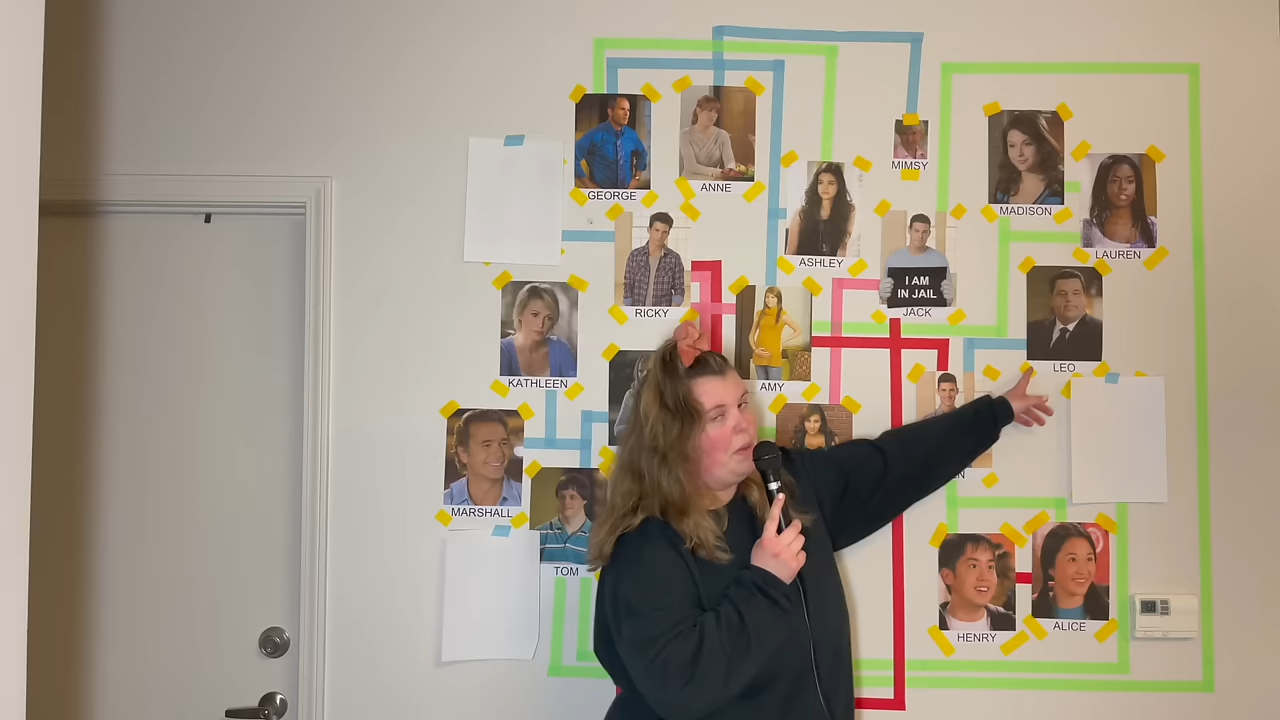 GEORGE
ANNE
MIMSY
MADISON
ASHLEY
LAUREN
I AM
IN JAIL
RICKY
JACK
LEO
KATHLEEN
AMY
MARSHALL
TOM
HENRY
ALICE